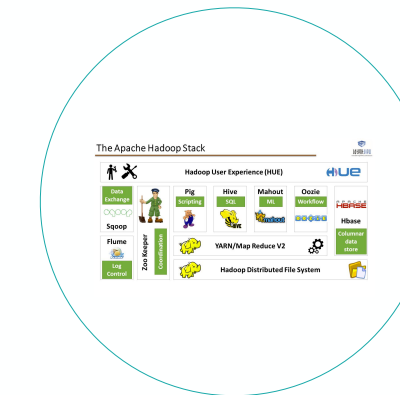 The Apache Hadoop Stack
Hadoop User Experience (HUE)
HUE
Data
Exchange
Sqoop
Flume
Log
Control
Zoo Keeper
Coordination
Pig
Scripting
Hive
SQL
HIVE
Mahout
ML
mahout
Oozie
Workflow
OOZIE
APACHE
HBASE
Hbase
Columnar
data
store
YARN/Map Reduce V2
Hadoop Distributed File System